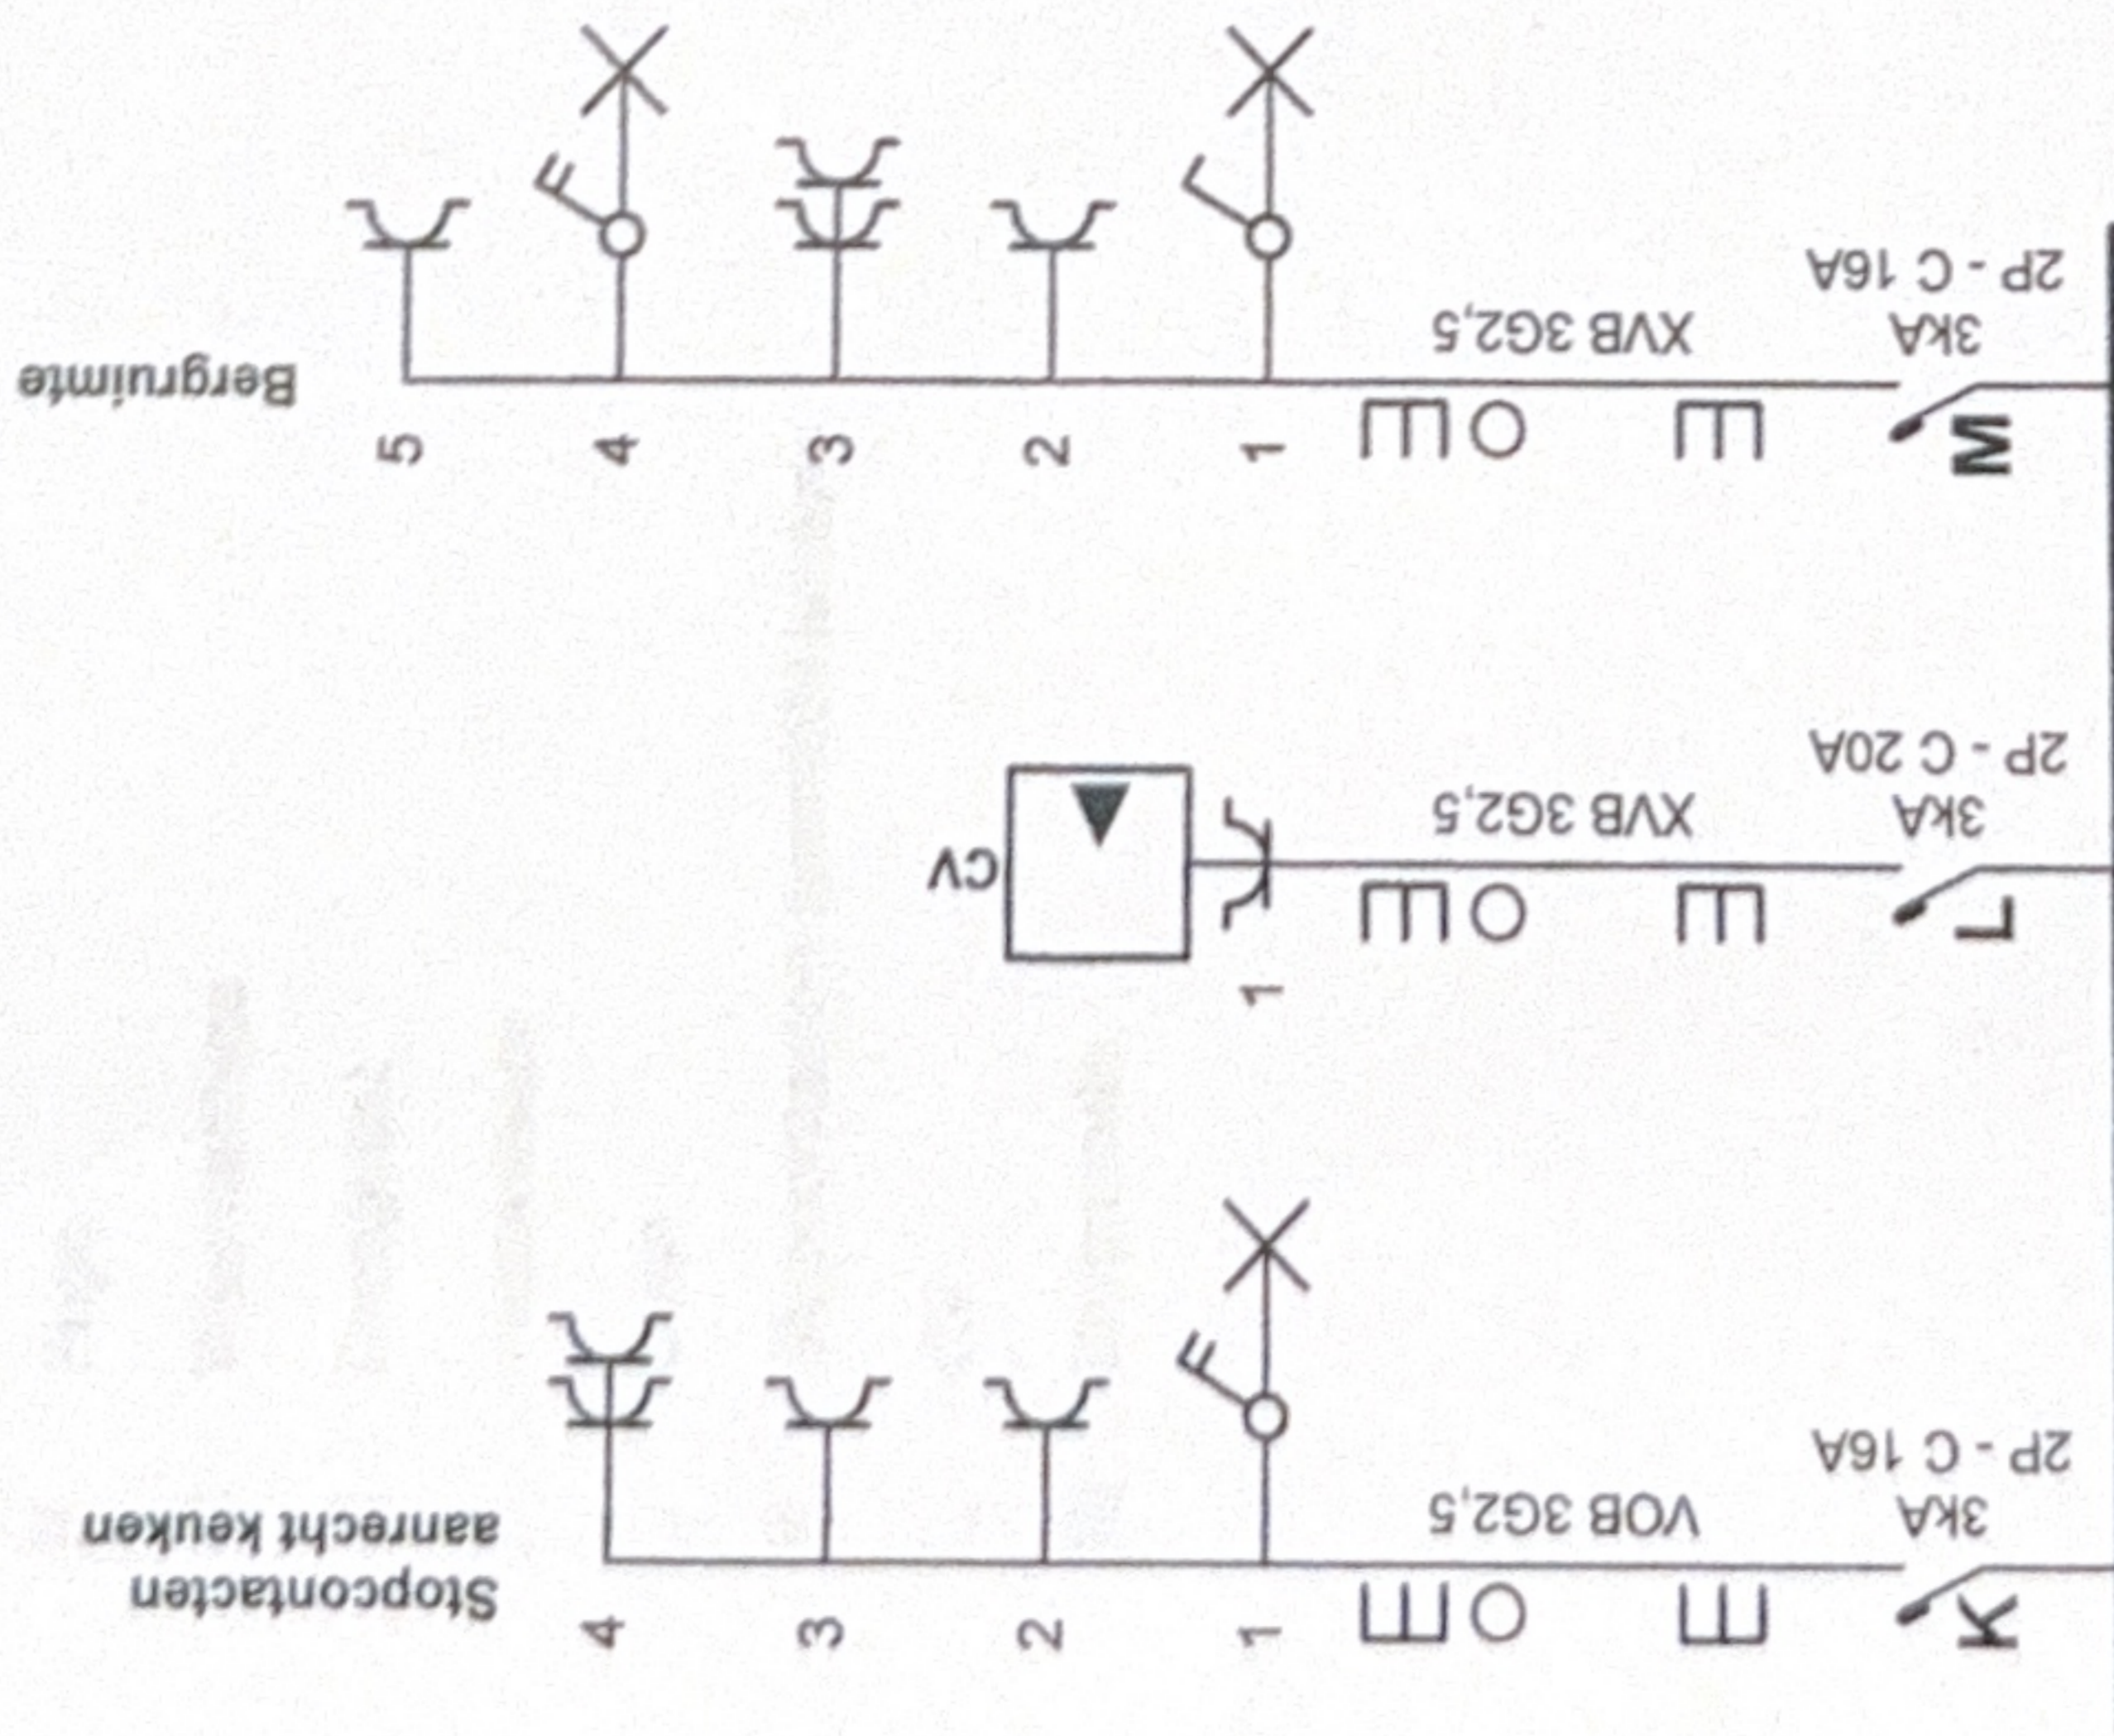 K
1
2
3
4
Stopcontacten
aanrecht keuken
3kA
2P - C 16A
VOB 3G2,5
L
1
CV
3kA
2P - C 20A
XVB 3G2,5
M
1
2
3
4
5
Bergruimte
3kA
2P - C 16A
XVB 3G2,5